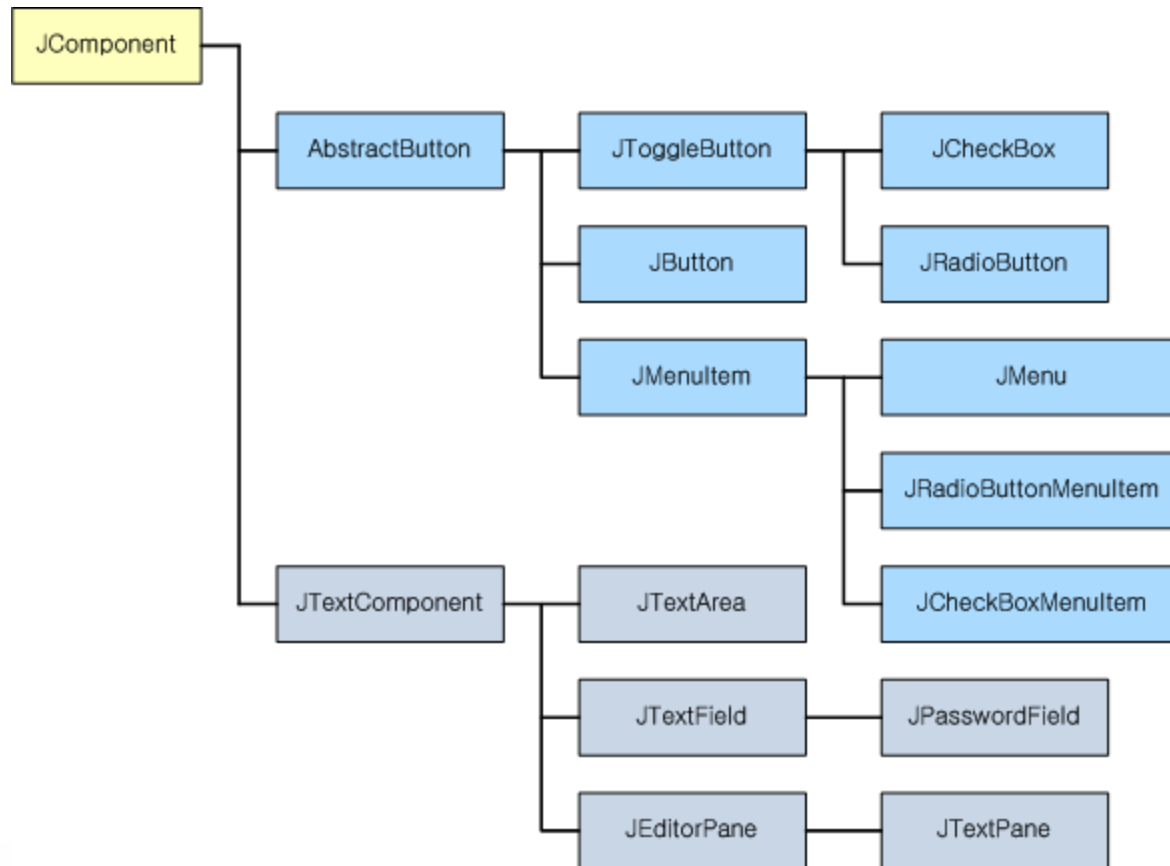 JComponent
AbstractButton
JToggleButton
JCheckBox
JButton
JRadioButton
JMenuItem
JMenu
JRadioButtonMenuItem
JTextComponent
JTextArea
JCheckBoxMenuItem
JTextField
JPasswordField
JEditorPane
JTextPane